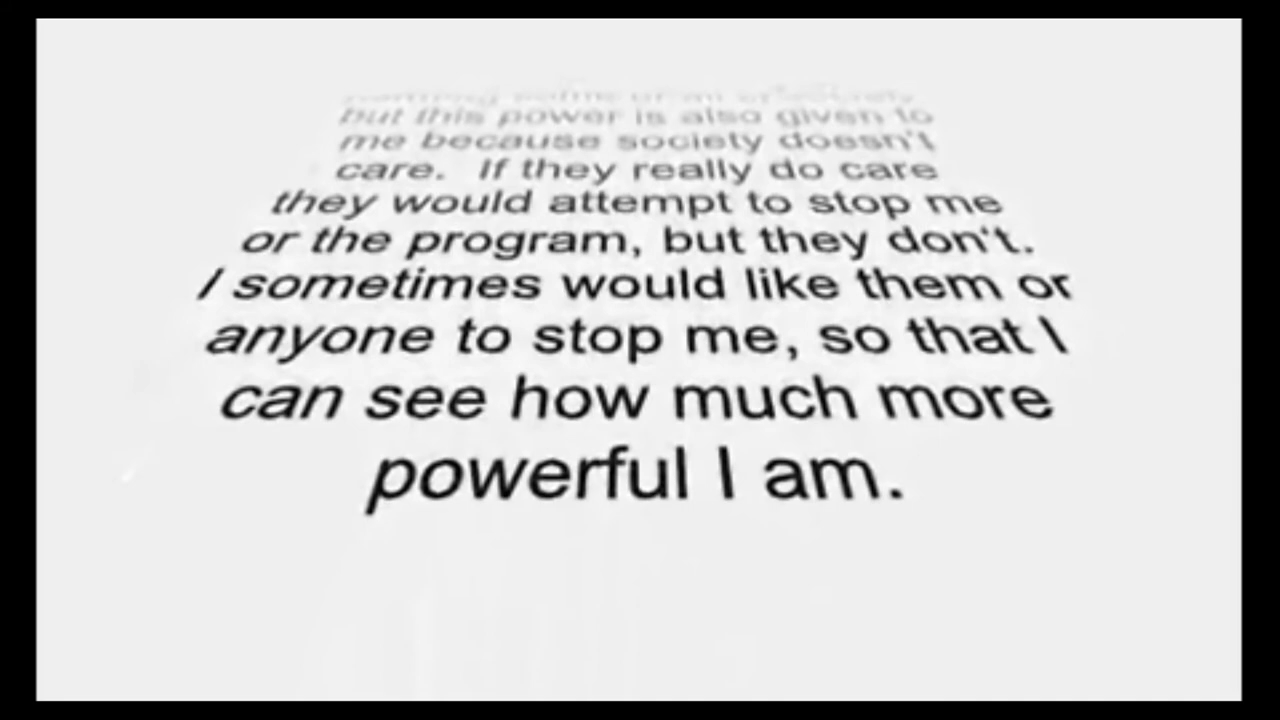 but this power is also given to
me because society doesn't
care. If they really do care
they would attempt to stop me
or the program, but they don't.
I sometimes would like them or
anyone to stop me, so that I
can see how much more
powerful I am.